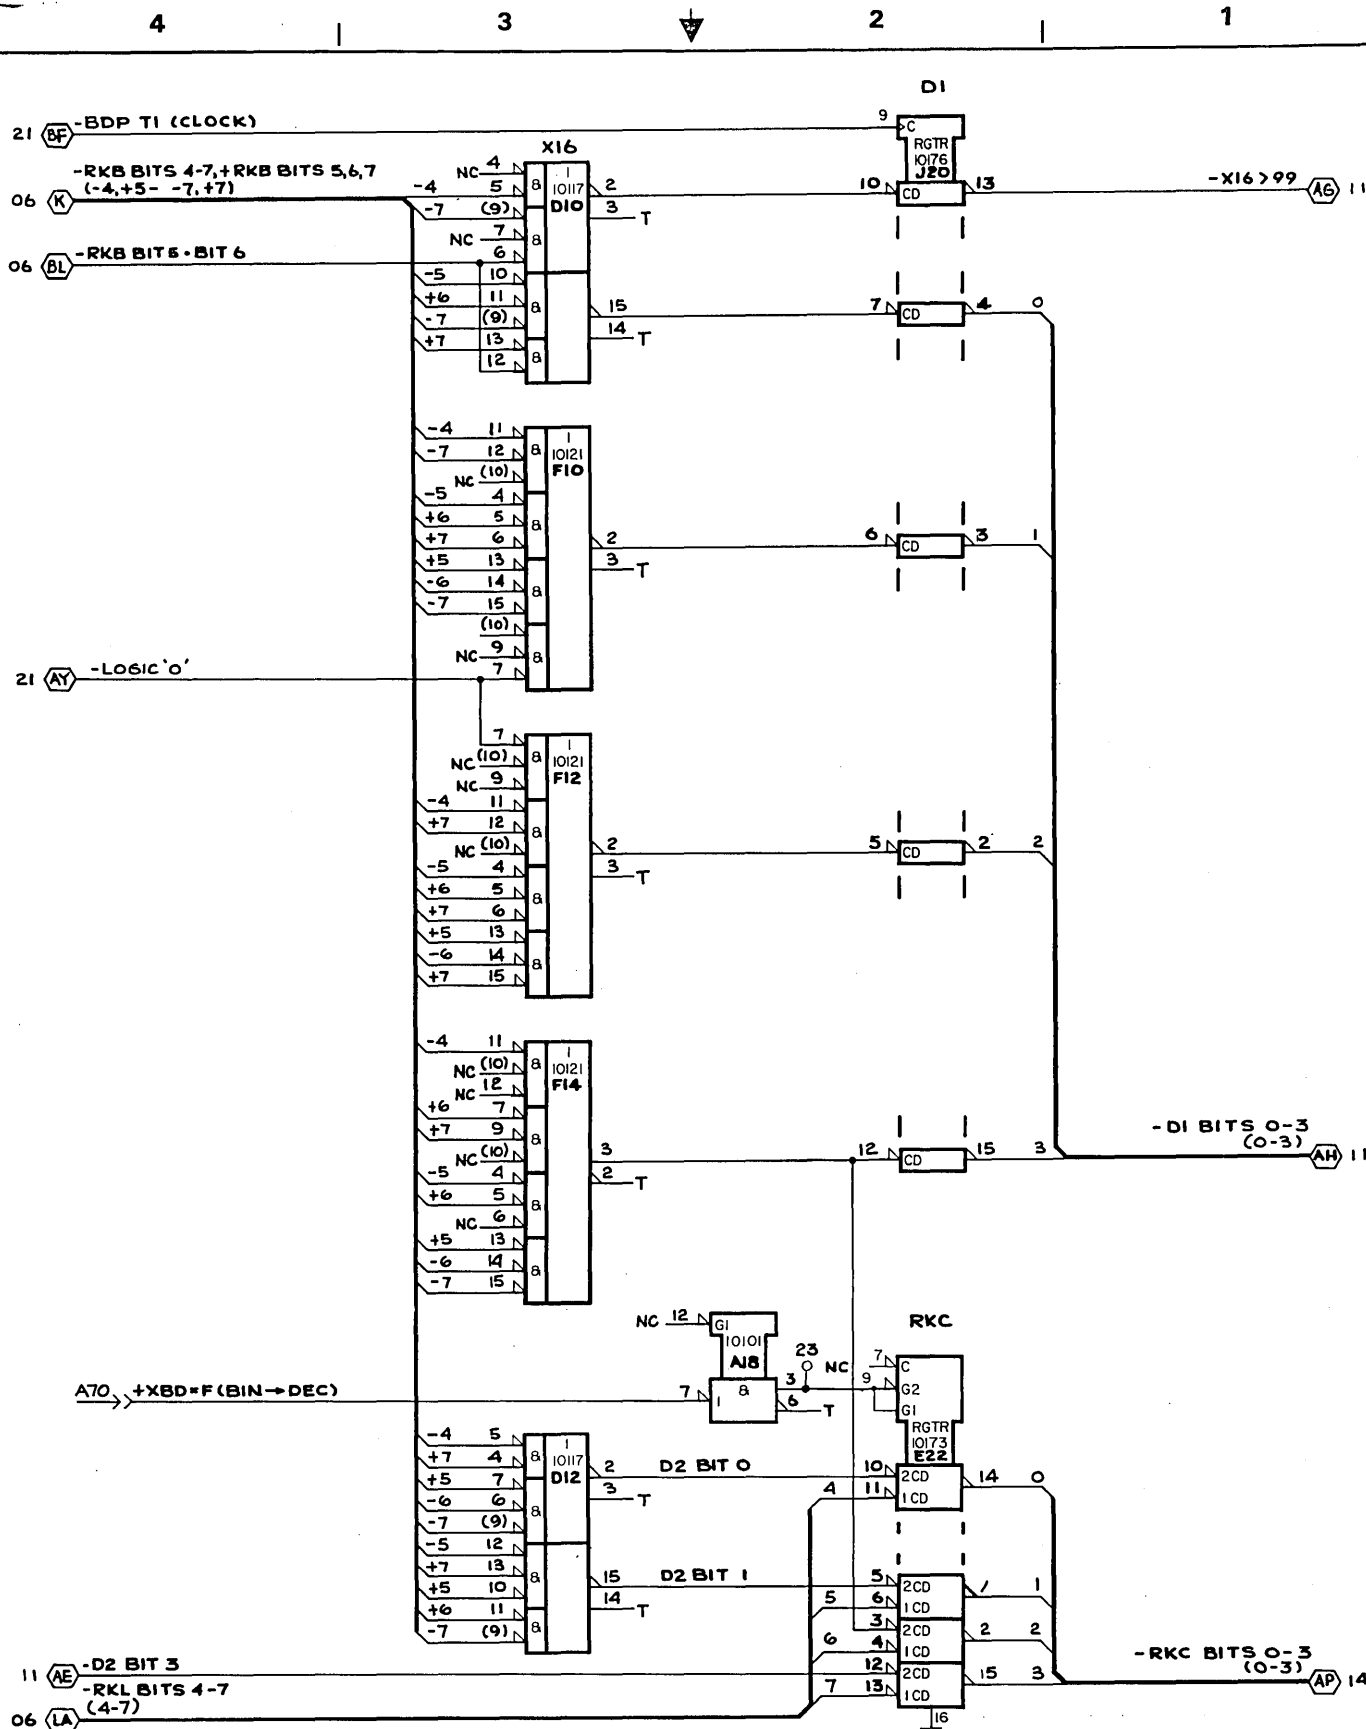 4 3 2 1
D1
21 BF -BDP T1 (CLOCK) 9 C
RGTR
10176
J20
X16
-RKB BITS 4-7,+RKB BITS 5,6,7
(-4,+5- -7,+7)
06 K
NC 4 & 1
-4 5 10117 2 10 CD 13 -X16>99 AG 11
-7 (9) D10 3 T
NC 7 &
06 BL -RKB BIT 5·BIT 6 6
-5 10
+6 11 & 15 7 CD 4 0
-7 (9) 14 T
+7 13
12 &
-4 11 1
-7 12 & 10121
NC (10) F10
-5 4
+6 5 &
+7 6 2 6 CD 3 1
+5 13 3 T
-6 14 &
-7 15
(10)
NC 9 &
21 AY -LOGIC '0' 7
7 1
NC (10) & 10121
NC 9 F12
-4 11
+7 12 &
NC (10) 2 5 CD 2 2
-5 4 3 T
+6 5 &
+7 6
+5 13
-6 14 &
+7 15
-4 11 1
NC (10) & 10121
NC 12 F14
+6 7
+7 9 &
NC (10) 3 12 CD 15 3
-D1 BITS 0-3
(0-3)
AH 11
-5 4 2 T
+6 5 &
NC 6
+5 13
-6 14 &
-7 15
NC 12 G1
10101
A18
RKC
23 NC 7 C
A70 +XBD=F(BIN→DEC) 7 1 & 3 9 G2
6 T G1
RGTR
10173
E22
-4 5 1
+7 4 & 10117 2 D2 BIT 0 10 2CD 14 0
+5 7 D12 3 T 4 11 1CD
-6 6 &
-7 (9)
-5 12
+7 13 & 15 D2 BIT 1 5 2CD 1 1
+5 10 14 T 5 6 1CD
+6 11 & 3 2CD 2 2
-7 (9) 6 4 1CD
11 AE -D2 BIT 3 12 2CD 15 3
-RKC BITS 0-3
(0-3)
AP 14
-RKL BITS 4-7
(4-7)
06 LA 7 13 1CD
16